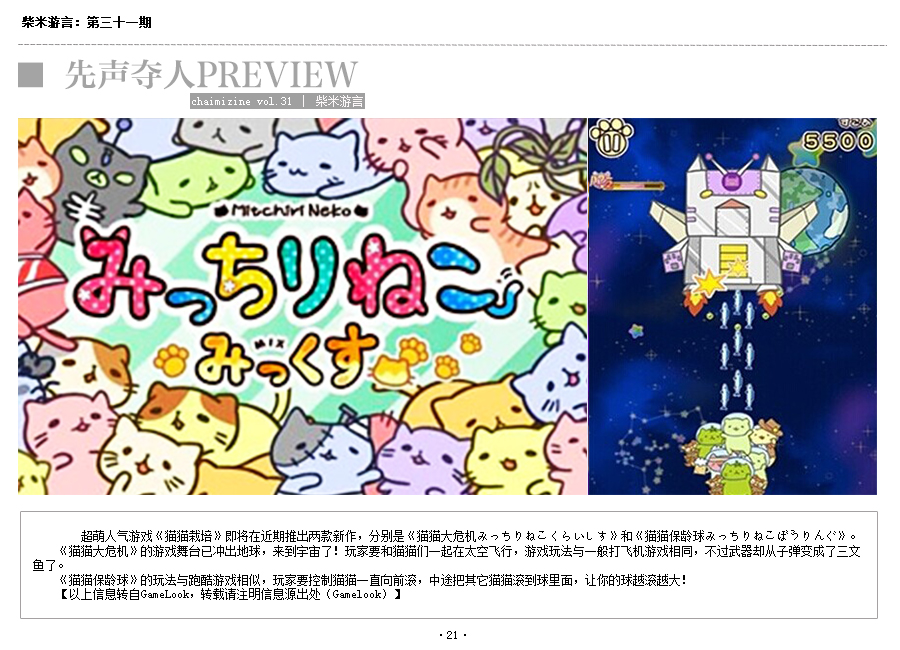 柴米游言：第三十一期
先声夺人PREVIEW
chaimizine vol.31 | 柴米游言
Mitchiri Neko
みっちりねこ
MIX
みっくす
5500
超萌人气游戏《猫猫栽培》即将在近期推出两款新作，分别是《猫猫大危机みっちりねこくらいしす》和《猫猫保龄球みっちりねこぼうりんぐ》。
《猫猫大危机》的游戏舞台已冲出地球，来到宇宙了！玩家要和猫猫们一起在太空飞行，游戏玩法与一般打飞机游戏相同，不过武器却从子弹变成了三文
鱼了。
《猫猫保龄球》的玩法与跑酷游戏相似，玩家要控制猫猫一直向前滚，中途把其它猫猫滚到球里面，让你的球越滚越大！
【以上信息转自GameLook，转载请注明信息源出处（Gamelook）】
· 21 ·